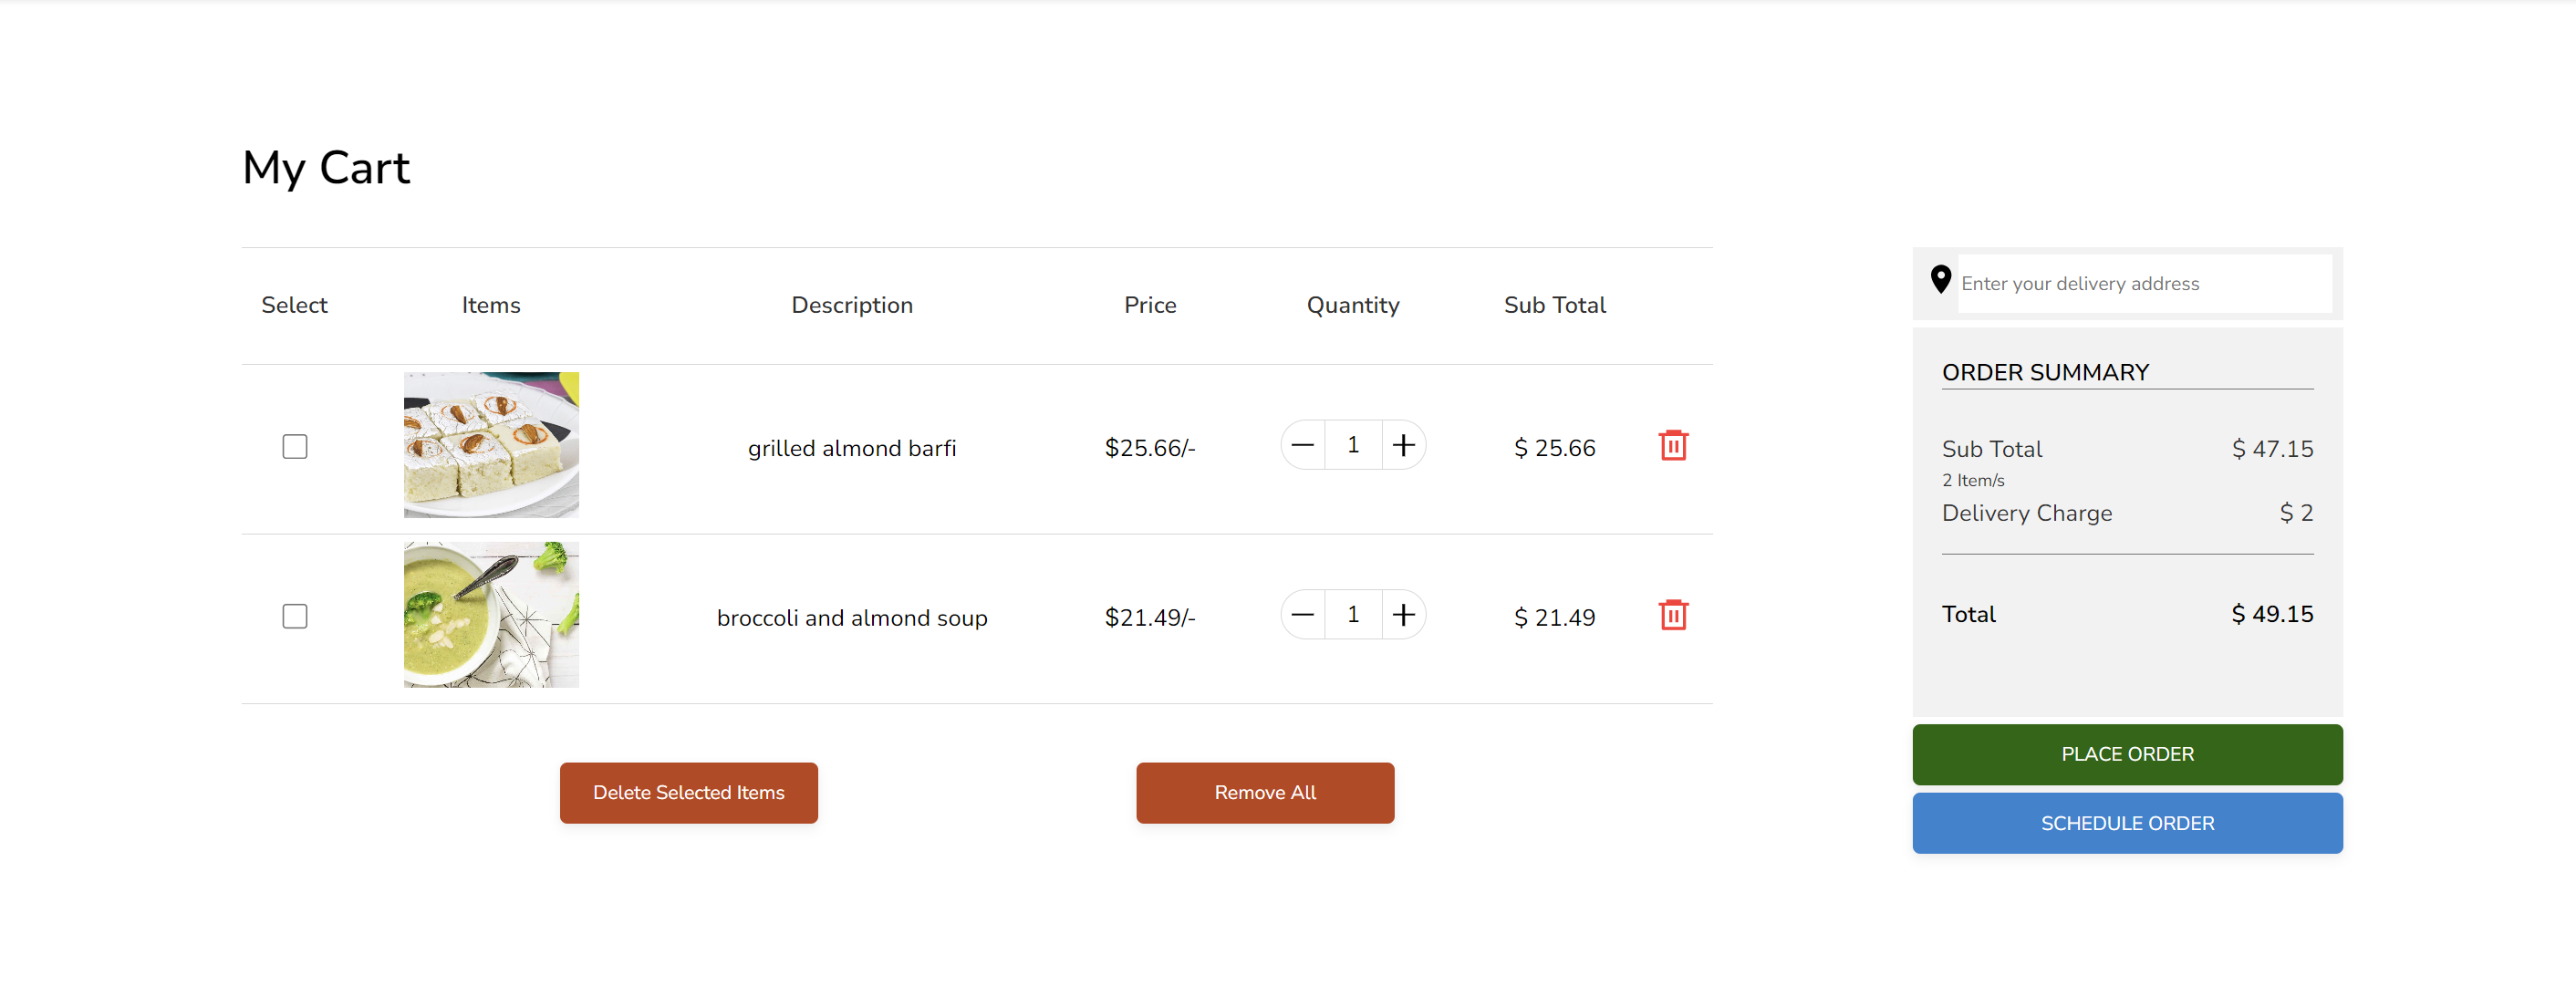 My Cart
Select Items Description Price Quantity Sub Total
grilled almond barfi $25.66/- 1 $ 25.66
broccoli and almond soup $21.49/- 1 $ 21.49
Delete Selected Items Remove All
Enter your delivery address
ORDER SUMMARY
Sub Total $ 47.15
2 Item/s
Delivery Charge $ 2
Total $ 49.15
PLACE ORDER
SCHEDULE ORDER